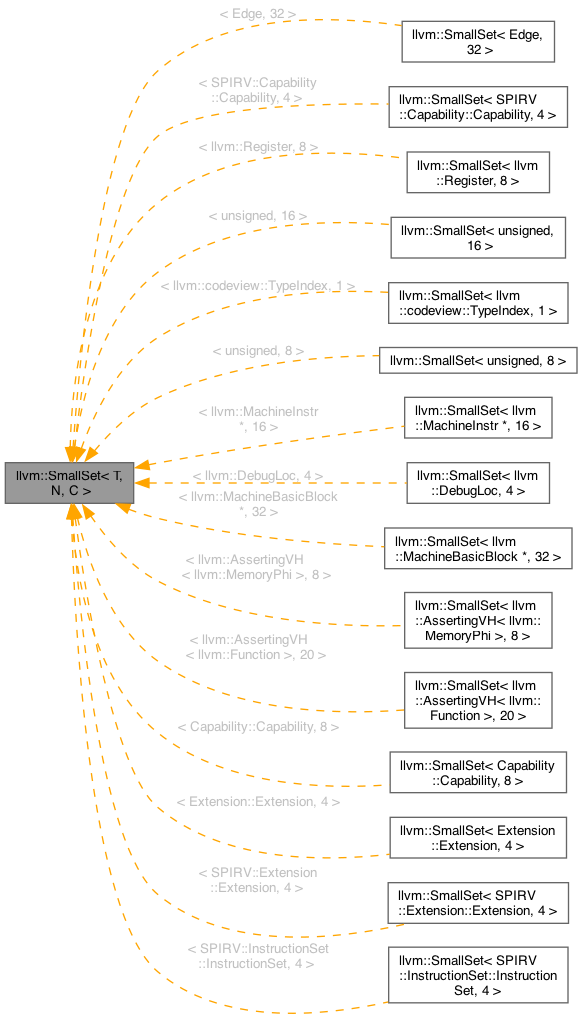 < Edge, 32 >
llvm::SmallSet< Edge,
32 >
< SPIRV::Capability
::Capability, 4 >
llvm::SmallSet< SPIRV
::Capability::Capability, 4 >
< llvm::Register, 8 >
llvm::SmallSet< llvm
::Register, 8 >
< unsigned, 16 >
llvm::SmallSet< unsigned,
16 >
< llvm::codeview::TypeIndex, 1 >
llvm::SmallSet< llvm
::codeview::TypeIndex, 1 >
< unsigned, 8 >
llvm::SmallSet< unsigned, 8 >
< llvm::MachineInstr
*, 16 >
llvm::SmallSet< llvm
::MachineInstr *, 16 >
llvm::SmallSet< T,
N, C >
< llvm::DebugLoc, 4 >
llvm::SmallSet< llvm
::DebugLoc, 4 >
< llvm::MachineBasicBlock
*, 32 >
llvm::SmallSet< llvm
::MachineBasicBlock *, 32 >
< llvm::AssertingVH
< llvm::MemoryPhi >, 8 >
llvm::SmallSet< llvm
::AssertingVH< llvm::
MemoryPhi >, 8 >
< llvm::AssertingVH
< llvm::Function >, 20 >
llvm::SmallSet< llvm
::AssertingVH< llvm::
Function >, 20 >
< Capability::Capability, 8 >
llvm::SmallSet< Capability
::Capability, 8 >
< Extension::Extension, 4 >
llvm::SmallSet< Extension
::Extension, 4 >
< SPIRV::Extension
::Extension, 4 >
llvm::SmallSet< SPIRV
::Extension::Extension, 4 >
< SPIRV::InstructionSet
::InstructionSet, 4 >
llvm::SmallSet< SPIRV
::InstructionSet::Instruction
Set, 4 >